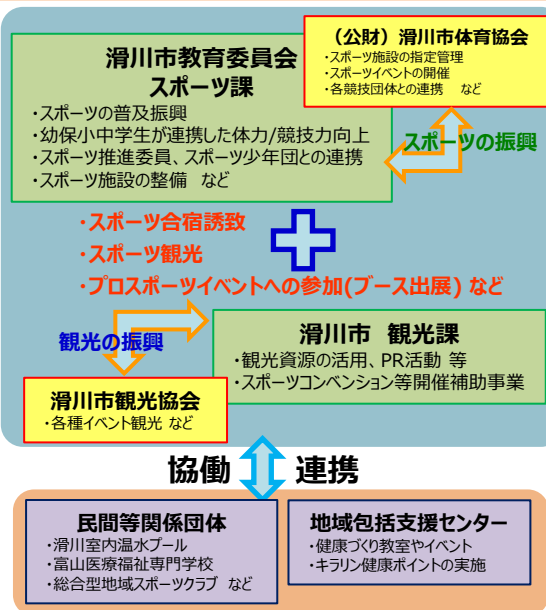 滑川市教育委員会
スポーツ課
・スポーツの普及振興
・幼保小中学生が連携した体力/競技力向上
・スポーツ推進委員、スポーツ少年団との連携
・スポーツ施設の整備 など
（公財）滑川市体育協会
・スポーツ施設の指定管理
・スポーツイベントの開催
・各競技団体との連携 など
スポーツの振興
・スポーツ合宿誘致
・スポーツ観光
・プロスポーツイベントへの参加(ブース出展) など
観光の振興
滑川市 観光課
・観光資源の活用、PR活動 等
・スポーツコンベンション等開催補助事業
滑川市観光協会
・各種イベント観光 など
協働 連携
民間等関係団体
・滑川室内温水プール
・富山医療福祉専門学校
・総合型地域スポーツクラブ など
地域包括支援センター
・健康づくり教室やイベント
・キラリン健康ポイントの実施